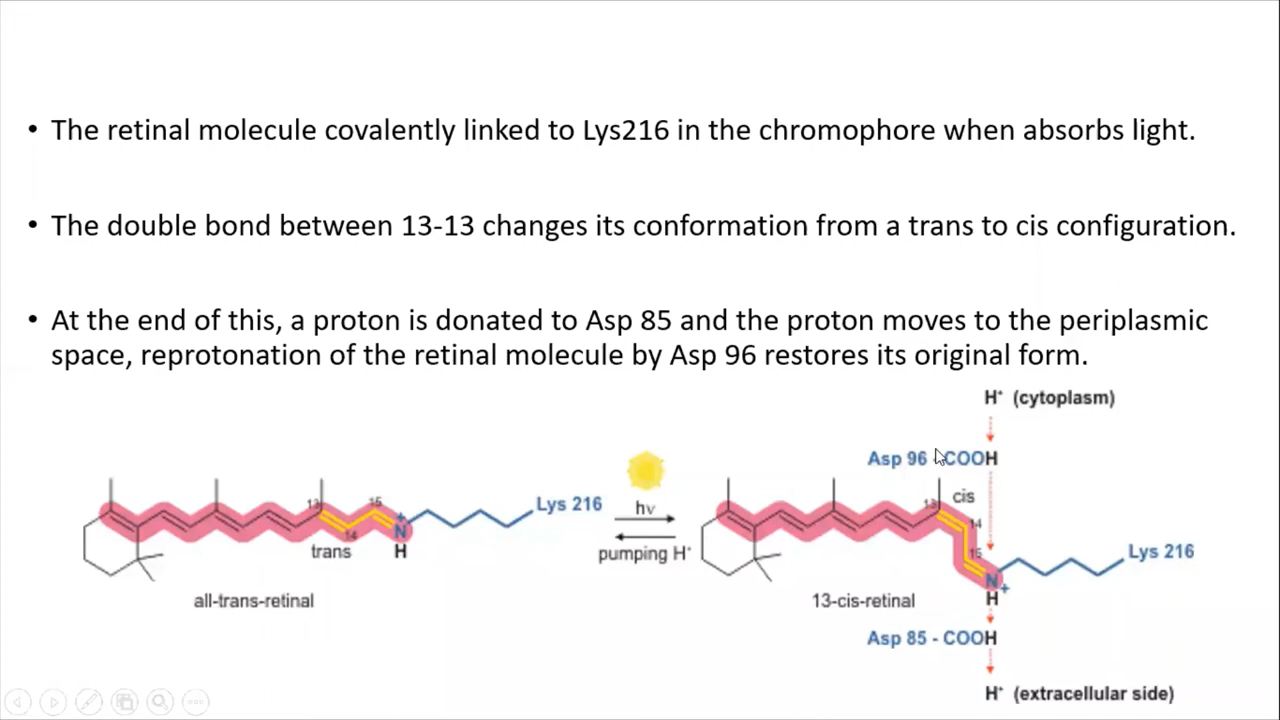 • The retinal molecule covalently linked to Lys216 in the chromophore when absorbs light.
• The double bond between 13-13 changes its conformation from a trans to cis configuration.
• At the end of this, a proton is donated to Asp 85 and the proton moves to the periplasmic
space, reprotonation of the retinal molecule by Asp 96 restores its original form.
H⁺ (cytoplasm)
Asp 96 - COOH
13
15
14
trans
N
+
H
Lys 216
all-trans-retinal
hν
pumping H⁺
13
cis
14
15
N
+
H
Lys 216
13-cis-retinal
Asp 85 - COOH
H⁺ (extracellular side)